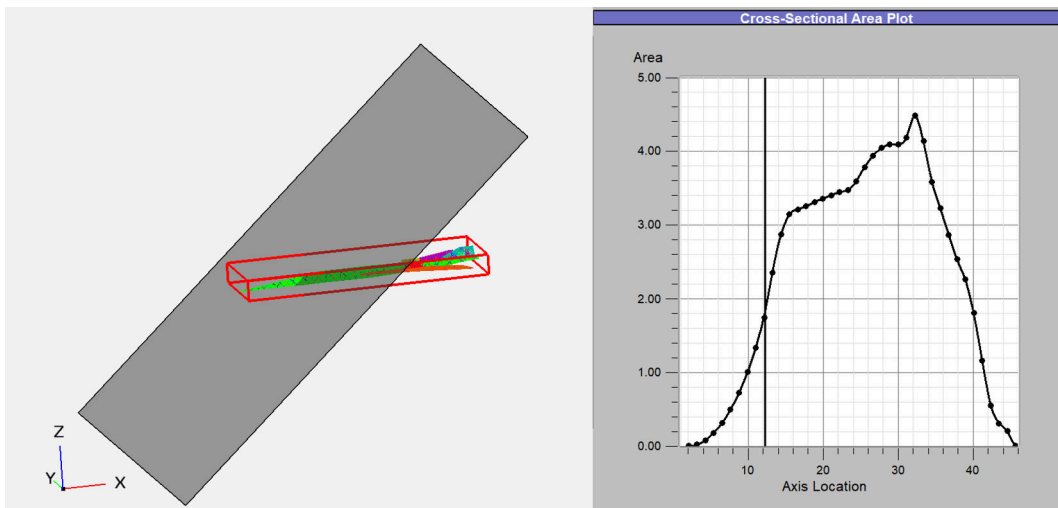 Cross-Sectional Area Plot
Area
5.00
4.00
3.00
2.00
1.00
0.00
10 20 30 40
Axis Location
Z
Y
X